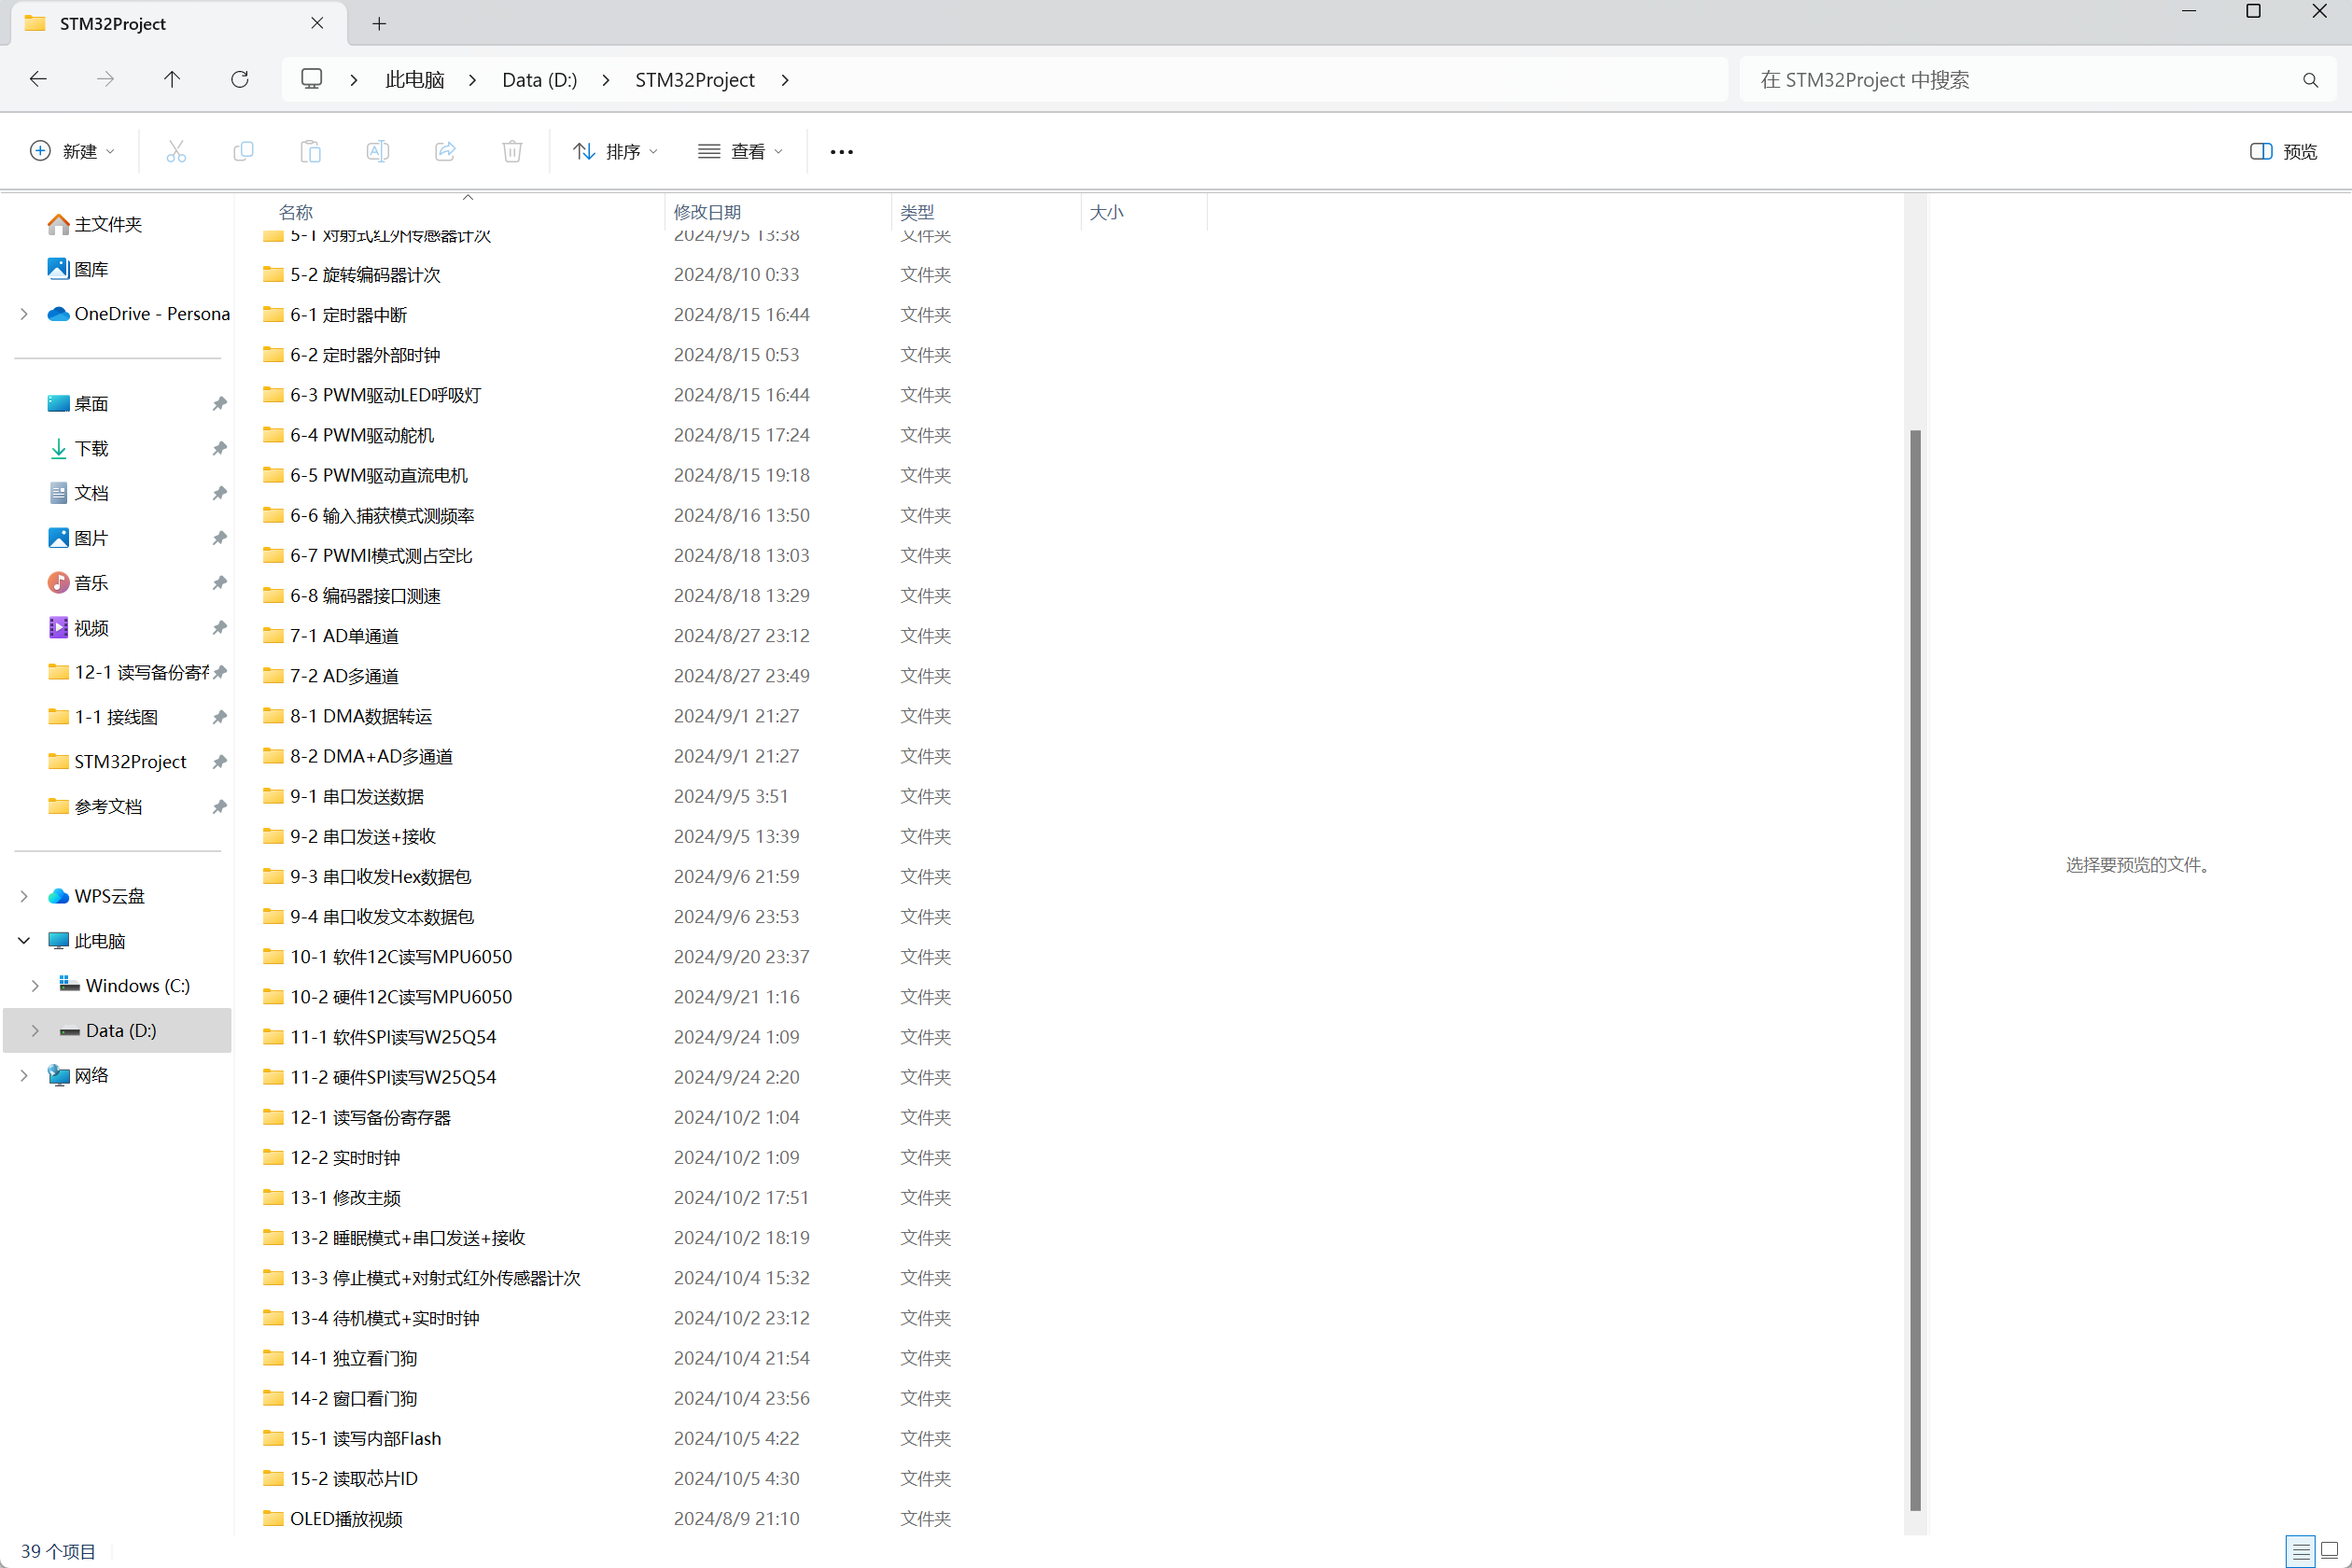 STM32Project
此电脑 Data (D:) STM32Project
在 STM32Project 中搜索
新建 排序 查看 预览
主文件夹
图库
OneDrive - Persona
桌面
下载
文档
图片
音乐
视频
12-1 读写备份寄存
1-1 接线图
STM32Project
参考文档
WPS云盘
此电脑
Windows (C:)
Data (D:)
网络
名称 修改日期 类型 大小
5-1 对射式红外传感器计次 2024/9/5 13:38 文件夹
5-2 旋转编码器计次 2024/8/10 0:33 文件夹
6-1 定时器中断 2024/8/15 16:44 文件夹
6-2 定时器外部时钟 2024/8/15 0:53 文件夹
6-3 PWM驱动LED呼吸灯 2024/8/15 16:44 文件夹
6-4 PWM驱动舵机 2024/8/15 17:24 文件夹
6-5 PWM驱动直流电机 2024/8/15 19:18 文件夹
6-6 输入捕获模式测频率 2024/8/16 13:50 文件夹
6-7 PWMI模式测占空比 2024/8/18 13:03 文件夹
6-8 编码器接口测速 2024/8/18 13:29 文件夹
7-1 AD单通道 2024/8/27 23:12 文件夹
7-2 AD多通道 2024/8/27 23:49 文件夹
8-1 DMA数据转运 2024/9/1 21:27 文件夹
8-2 DMA+AD多通道 2024/9/1 21:27 文件夹
9-1 串口发送数据 2024/9/5 3:51 文件夹
9-2 串口发送+接收 2024/9/5 13:39 文件夹
9-3 串口收发Hex数据包 2024/9/6 21:59 文件夹
9-4 串口收发文本数据包 2024/9/6 23:53 文件夹
10-1 软件12C读写MPU6050 2024/9/20 23:37 文件夹
10-2 硬件12C读写MPU6050 2024/9/21 1:16 文件夹
11-1 软件SPI读写W25Q54 2024/9/24 1:09 文件夹
11-2 硬件SPI读写W25Q54 2024/9/24 2:20 文件夹
12-1 读写备份寄存器 2024/10/2 1:04 文件夹
12-2 实时时钟 2024/10/2 1:09 文件夹
13-1 修改主频 2024/10/2 17:51 文件夹
13-2 睡眠模式+串口发送+接收 2024/10/2 18:19 文件夹
13-3 停止模式+对射式红外传感器计次 2024/10/4 15:32 文件夹
13-4 待机模式+实时时钟 2024/10/2 23:12 文件夹
14-1 独立看门狗 2024/10/4 21:54 文件夹
14-2 窗口看门狗 2024/10/4 23:56 文件夹
15-1 读写内部Flash 2024/10/5 4:22 文件夹
15-2 读取芯片ID 2024/10/5 4:30 文件夹
OLED播放视频 2024/8/9 21:10 文件夹
选择要预览的文件。
39 个项目